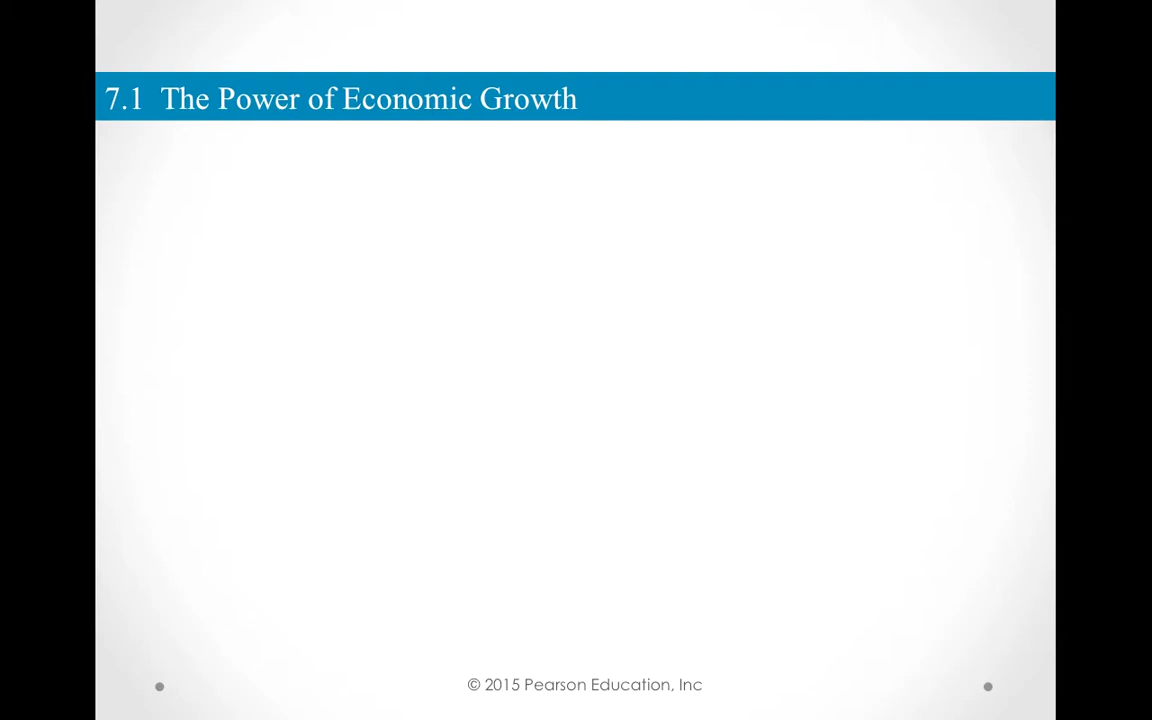 7.1 The Power of Economic Growth
© 2015 Pearson Education, Inc